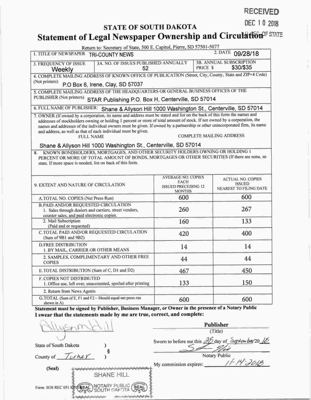 RECEIVED
DEC 10 2018
STATE OF SOUTH DAKOTA
Statement of Legal Newspaper Ownership and Circulation
Return to: Secretary of State, 500 E. Capitol, Pierre, SD 57501-5077
1. TITLE OF NEWSPAPER TRI-COUNTY NEWS
2. DATE 09/28/18
3. FREQUENCY OF ISSUE
Weekly
3A. NO. OF ISSUES PUBLISHED ANNUALLY
52
3B. ANNUAL SUBSCRIPTION
PRICE $ $30/$35
4. COMPLETE MAILING ADDRESS OF KNOWN OFFICE OF PUBLICATION (Street, City, County, State and ZIP+4 Code)
(Not printers)
P.O Box 6, Irene, Clay, SD 57037
5. COMPLETE MAILING ADDRESS OF THE HEADQUARTERS OR GENERAL BUSINESS OFFICES OF THE
PUBLISHER (Not printers)
STAR Publishing P.O. Box H, Centerville, SD 57014
6. FULL NAME OF PUBLISHER: Shane & Allyson Hill 1000 Washington St., Centerville, SD 57014
7. OWNER (If owned by a corporation, its name and address must be stated and list on the back of this form the names and
addresses of stockholders owning or holding 1 percent or more of total amount of stock. If not owned by a corporation, the
names and addresses of the individual owners must be given. If owned by a partnership or other unincorporated firm, its name
and address, as well as that of each individual must be given.
FULL NAME
COMPLETE MAILING ADDRESS
Shane & Allyson Hill 1000 Washington St., Centerville, SD 57014
8. KNOWN BONDHOLDERS, MORTGAGES, AND OTHER SECURITY HOLDERS OWNING OR HOLDING 1
PERCENT OR MORE OF TOTAL AMOUNT OF BONDS, MORTGAGES OR OTHER SECURITIES (If there are none, so
state. If more space is needed, list on back of this form.
9. EXTENT AND NATURE OF CIRCULATION
AVERAGE NO. COPIES
EACH
ISSUED PRECEDING 12
MONTHS
ACTUAL NO. COPIES
ISSUED
NEAREST TO FILING DATE
A. TOTAL NO. COPIES (Net Press Run) 600 600
B. PAID AND/OR REQUESTED CIRCULATION
1. Sales through dealers and carriers, street vendors,
counter sales, and paid electronic copies.
260 267
2. Mail Subscription
(Paid and/or requested)
160 133
C. TOTAL PAID AND/OR REQUESTED CIRCULATION
(Sum of 9B1 and 9B2)
420 400
D. FREE DISTRIBUTION
1. BY MAIL, CARRIER OR OTHER MEANS
14 14
2. SAMPLES, COMPLIMENTARY AND OTHER FREE
COPIES
44 44
E. TOTAL DISTRIBUTION (Sum of C, D1 and D2) 467 450
F. COPIES NOT DISTRIBUTED
1. Office use, left over, unaccounted, spoiled after printing
133 150
2. Return from News Agents
G. TOTAL (Sum of E, F1 and F2 - Should equal net press run
shown in A)
600 600
Statement must be signed by Publisher, Business Manager, or Owner in the presence of a Notary Public
I swear that the statements made by me are true, correct, and complete:
Publisher
(Title)
State of South Dakota )
§
County of Turner )
Sworn to before me this 28 day of September 20 18
Notary Public
My commission expires: 11-14-2018
(Seal)
SHANE HILL
NOTARY PUBLIC
SOUTH DAKOTA
SEAL